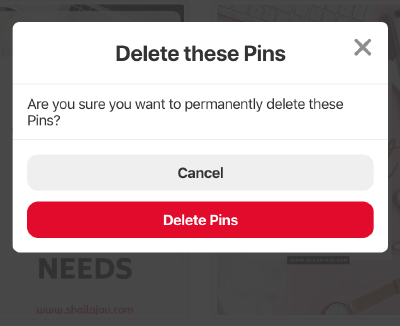 Delete these Pins
Are you sure you want to permanently delete these
Pins?
Cancel
Delete Pins
NEEDS
www.shailajau.com